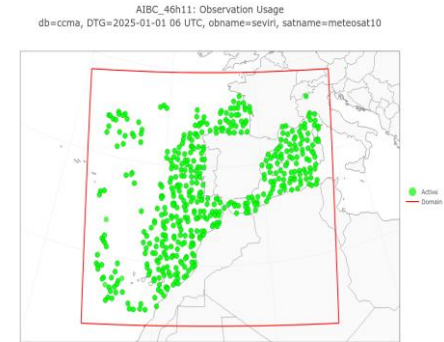 AIBC_46h11: Observation Usage
db=ccma, DTG=2025-01-01 06 UTC, obname=seviri, satname=meteosat10
Active
Domain